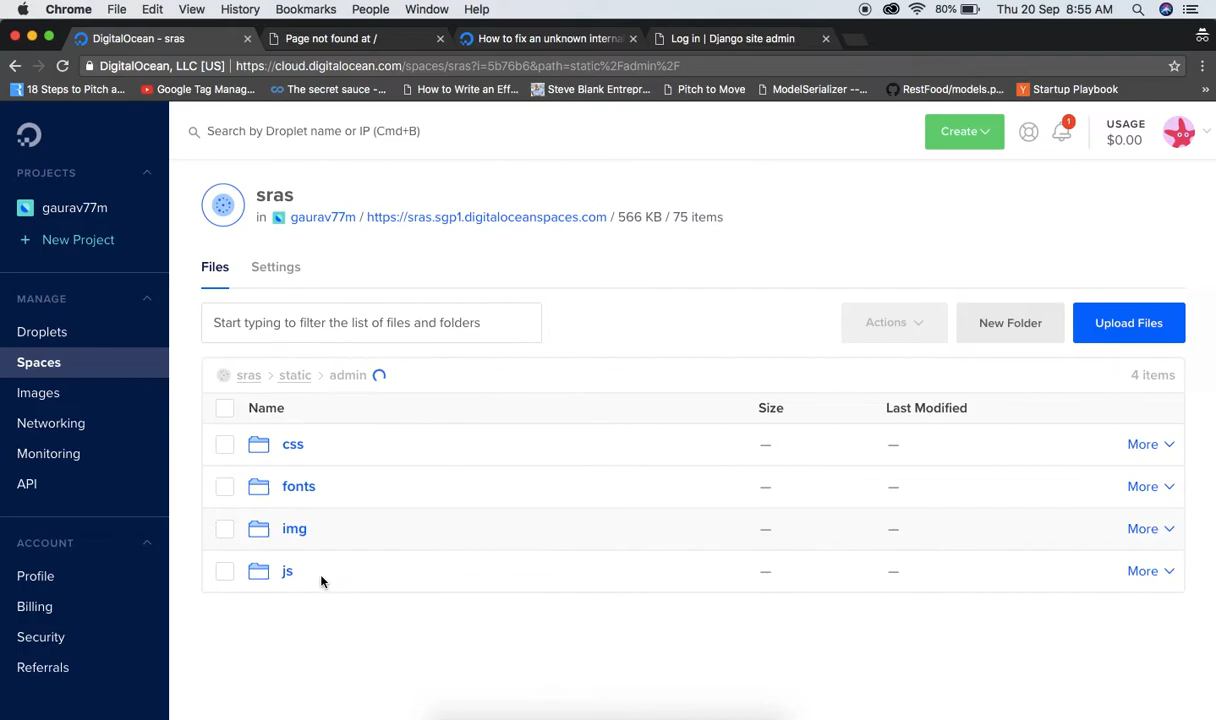 Chrome File Edit View History Bookmarks People Window Help 80% Thu 20 Sep 8:55 AM
DigitalOcean - sras Page not found at / How to fix an unknown interna Log in | Django site admin
DigitalOcean, LLC [US] https://cloud.digitalocean.com/spaces/sras?i=5b76b6&path=static%2Fadmin%2F
18 Steps to Pitch a... Google Tag Manag... The secret sauce -... How to Write an Eff... Steve Blank Entrepr... Pitch to Move ModelSerializer --... RestFood/models.p... Startup Playbook »
Search by Droplet name or IP (Cmd+B)
Create
1
USAGE
$0.00
PROJECTS
gaurav77m
+ New Project
MANAGE
Droplets
Spaces
Images
Networking
Monitoring
API
ACCOUNT
Profile
Billing
Security
Referrals
sras
in gaurav77m / https://sras.sgp1.digitaloceanspaces.com / 566 KB / 75 items
Files Settings
Start typing to filter the list of files and folders
Actions
New Folder
Upload Files
sras > static > admin 4 items
Name Size Last Modified
css — — More
fonts — — More
img — — More
js — — More